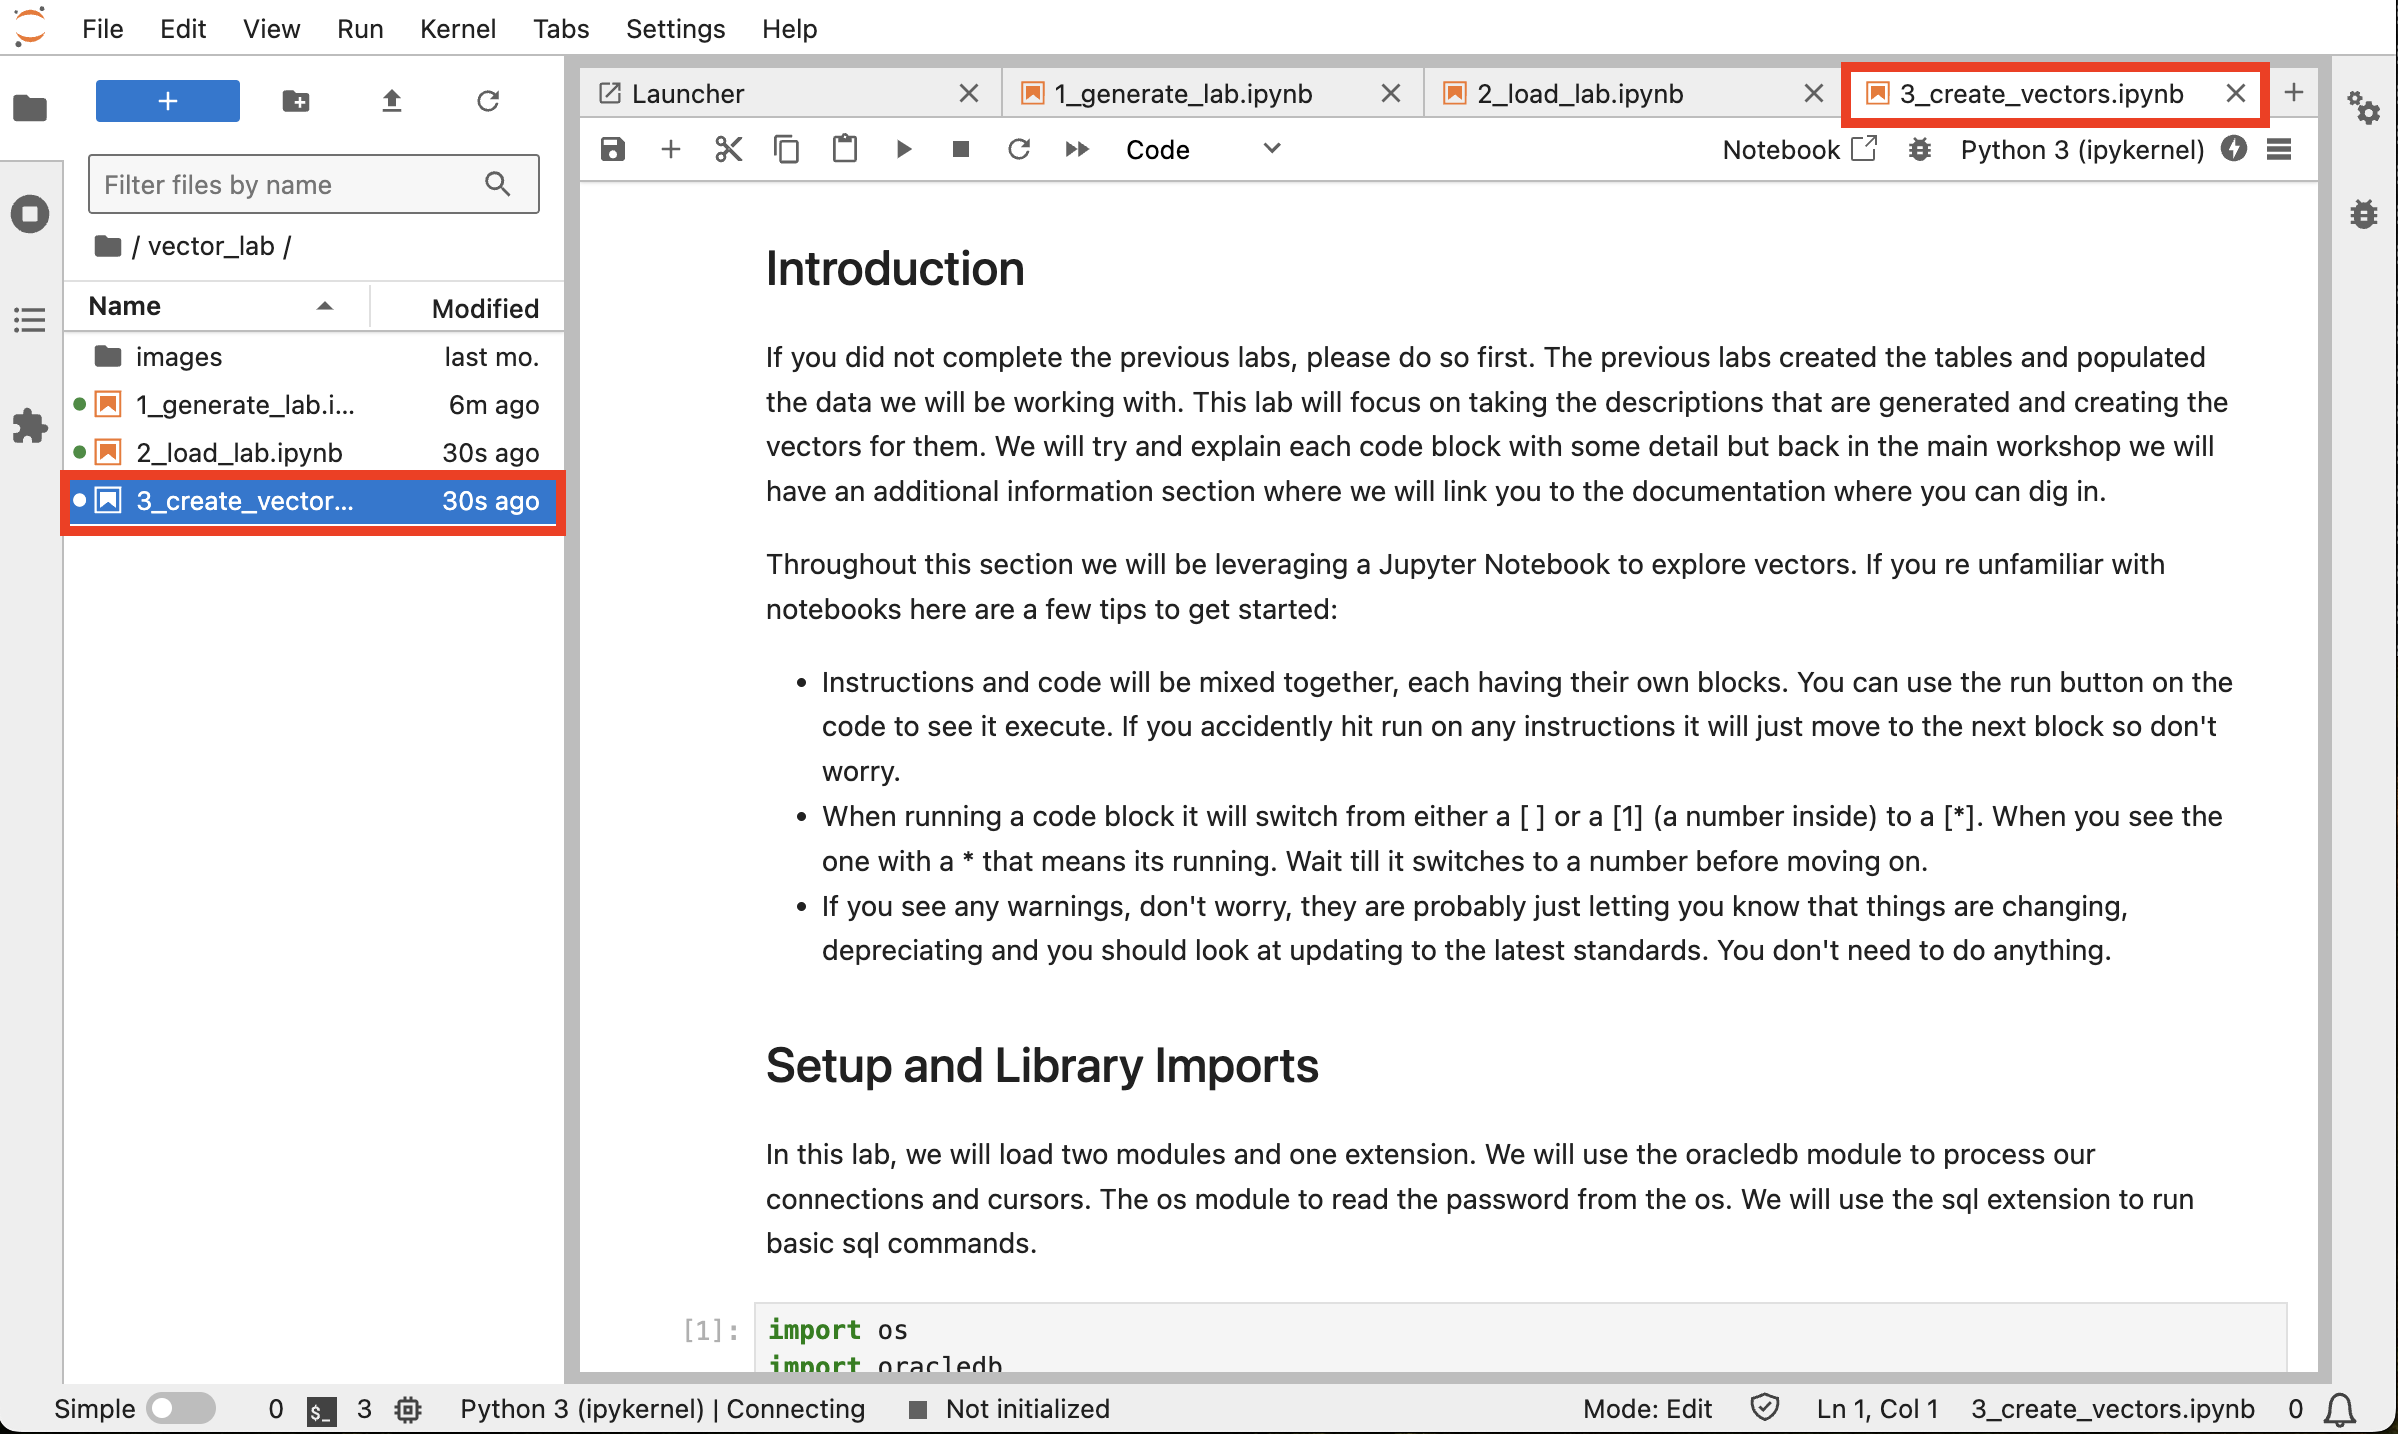 File Edit View Run Kernel Tabs Settings Help
Filter files by name
/ vector_lab /
Name Modified
images last mo.
1_generate_lab.i... 6m ago
2_load_lab.ipynb 30s ago
3_create_vector... 30s ago
Launcher 1_generate_lab.ipynb 2_load_lab.ipynb 3_create_vectors.ipynb
Code Notebook Python 3 (ipykernel)
Introduction
If you did not complete the previous labs, please do so first. The previous labs created the tables and populated
the data we will be working with. This lab will focus on taking the descriptions that are generated and creating the
vectors for them. We will try and explain each code block with some detail but back in the main workshop we will
have an additional information section where we will link you to the documentation where you can dig in.
Throughout this section we will be leveraging a Jupyter Notebook to explore vectors. If you re unfamiliar with
notebooks here are a few tips to get started:
• Instructions and code will be mixed together, each having their own blocks. You can use the run button on the
code to see it execute. If you accidently hit run on any instructions it will just move to the next block so don't
worry.
• When running a code block it will switch from either a [ ] or a [1] (a number inside) to a [*]. When you see the
one with a * that means its running. Wait till it switches to a number before moving on.
• If you see any warnings, don't worry, they are probably just letting you know that things are changing,
depreciating and you should look at updating to the latest standards. You don't need to do anything.
Setup and Library Imports
In this lab, we will load two modules and one extension. We will use the oracledb module to process our
connections and cursors. The os module to read the password from the os. We will use the sql extension to run
basic sql commands.
[1]: import os
import oracledb
Simple 0 $_ 3 Python 3 (ipykernel) | Connecting Not initialized Mode: Edit Ln 1, Col 1 3_create_vectors.ipynb 0